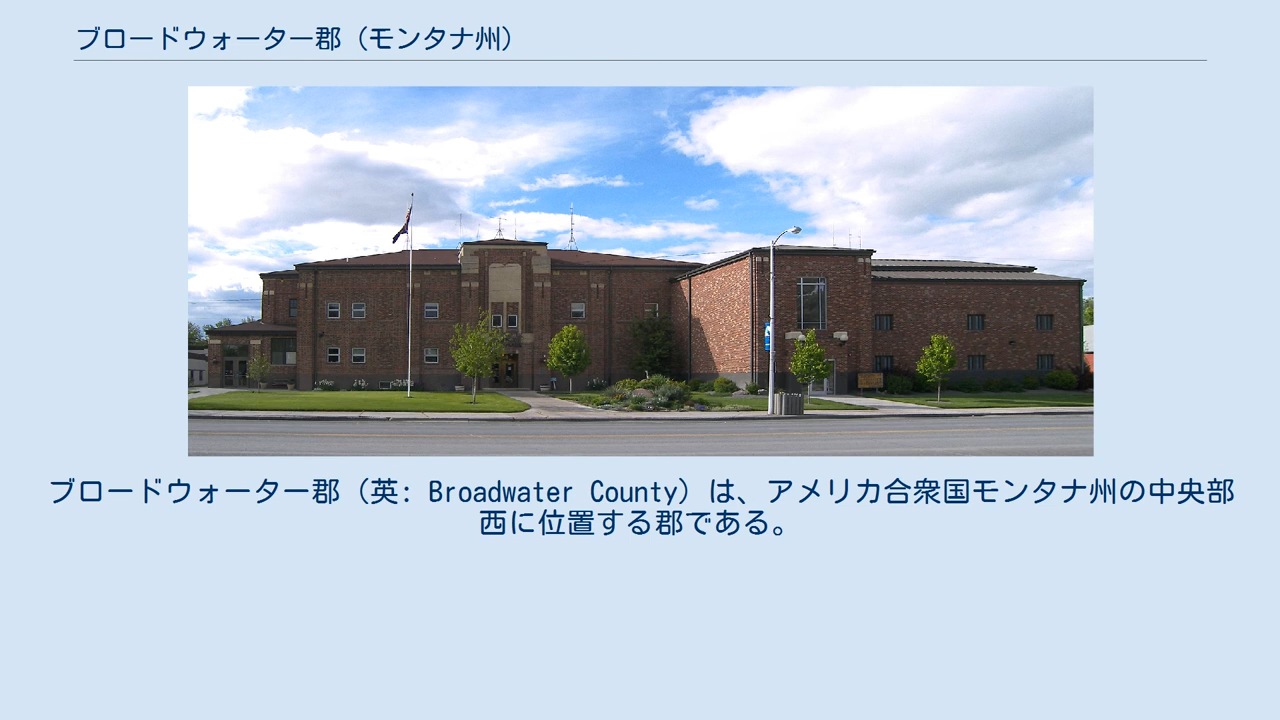 ブロードウォーター郡（モンタナ州）
ブロードウォーター郡（英: Broadwater County）は、アメリカ合衆国モンタナ州の中央部
西に位置する郡である。